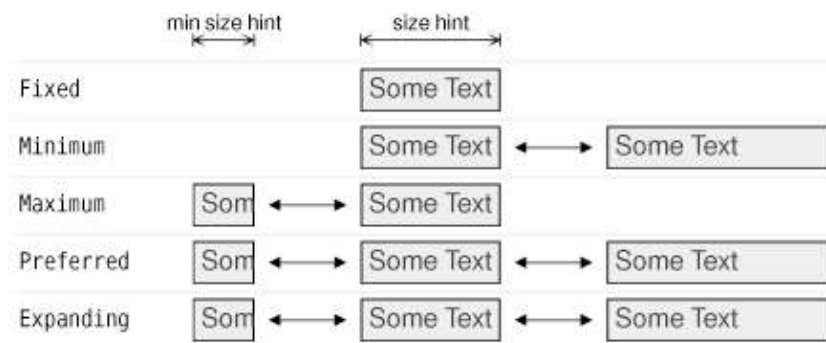 min size hint size hint
Fixed Some Text
Minimum Some Text Some Text
Maximum Som Some Text
Preferred Som Some Text Some Text
Expanding Som Some Text Some Text